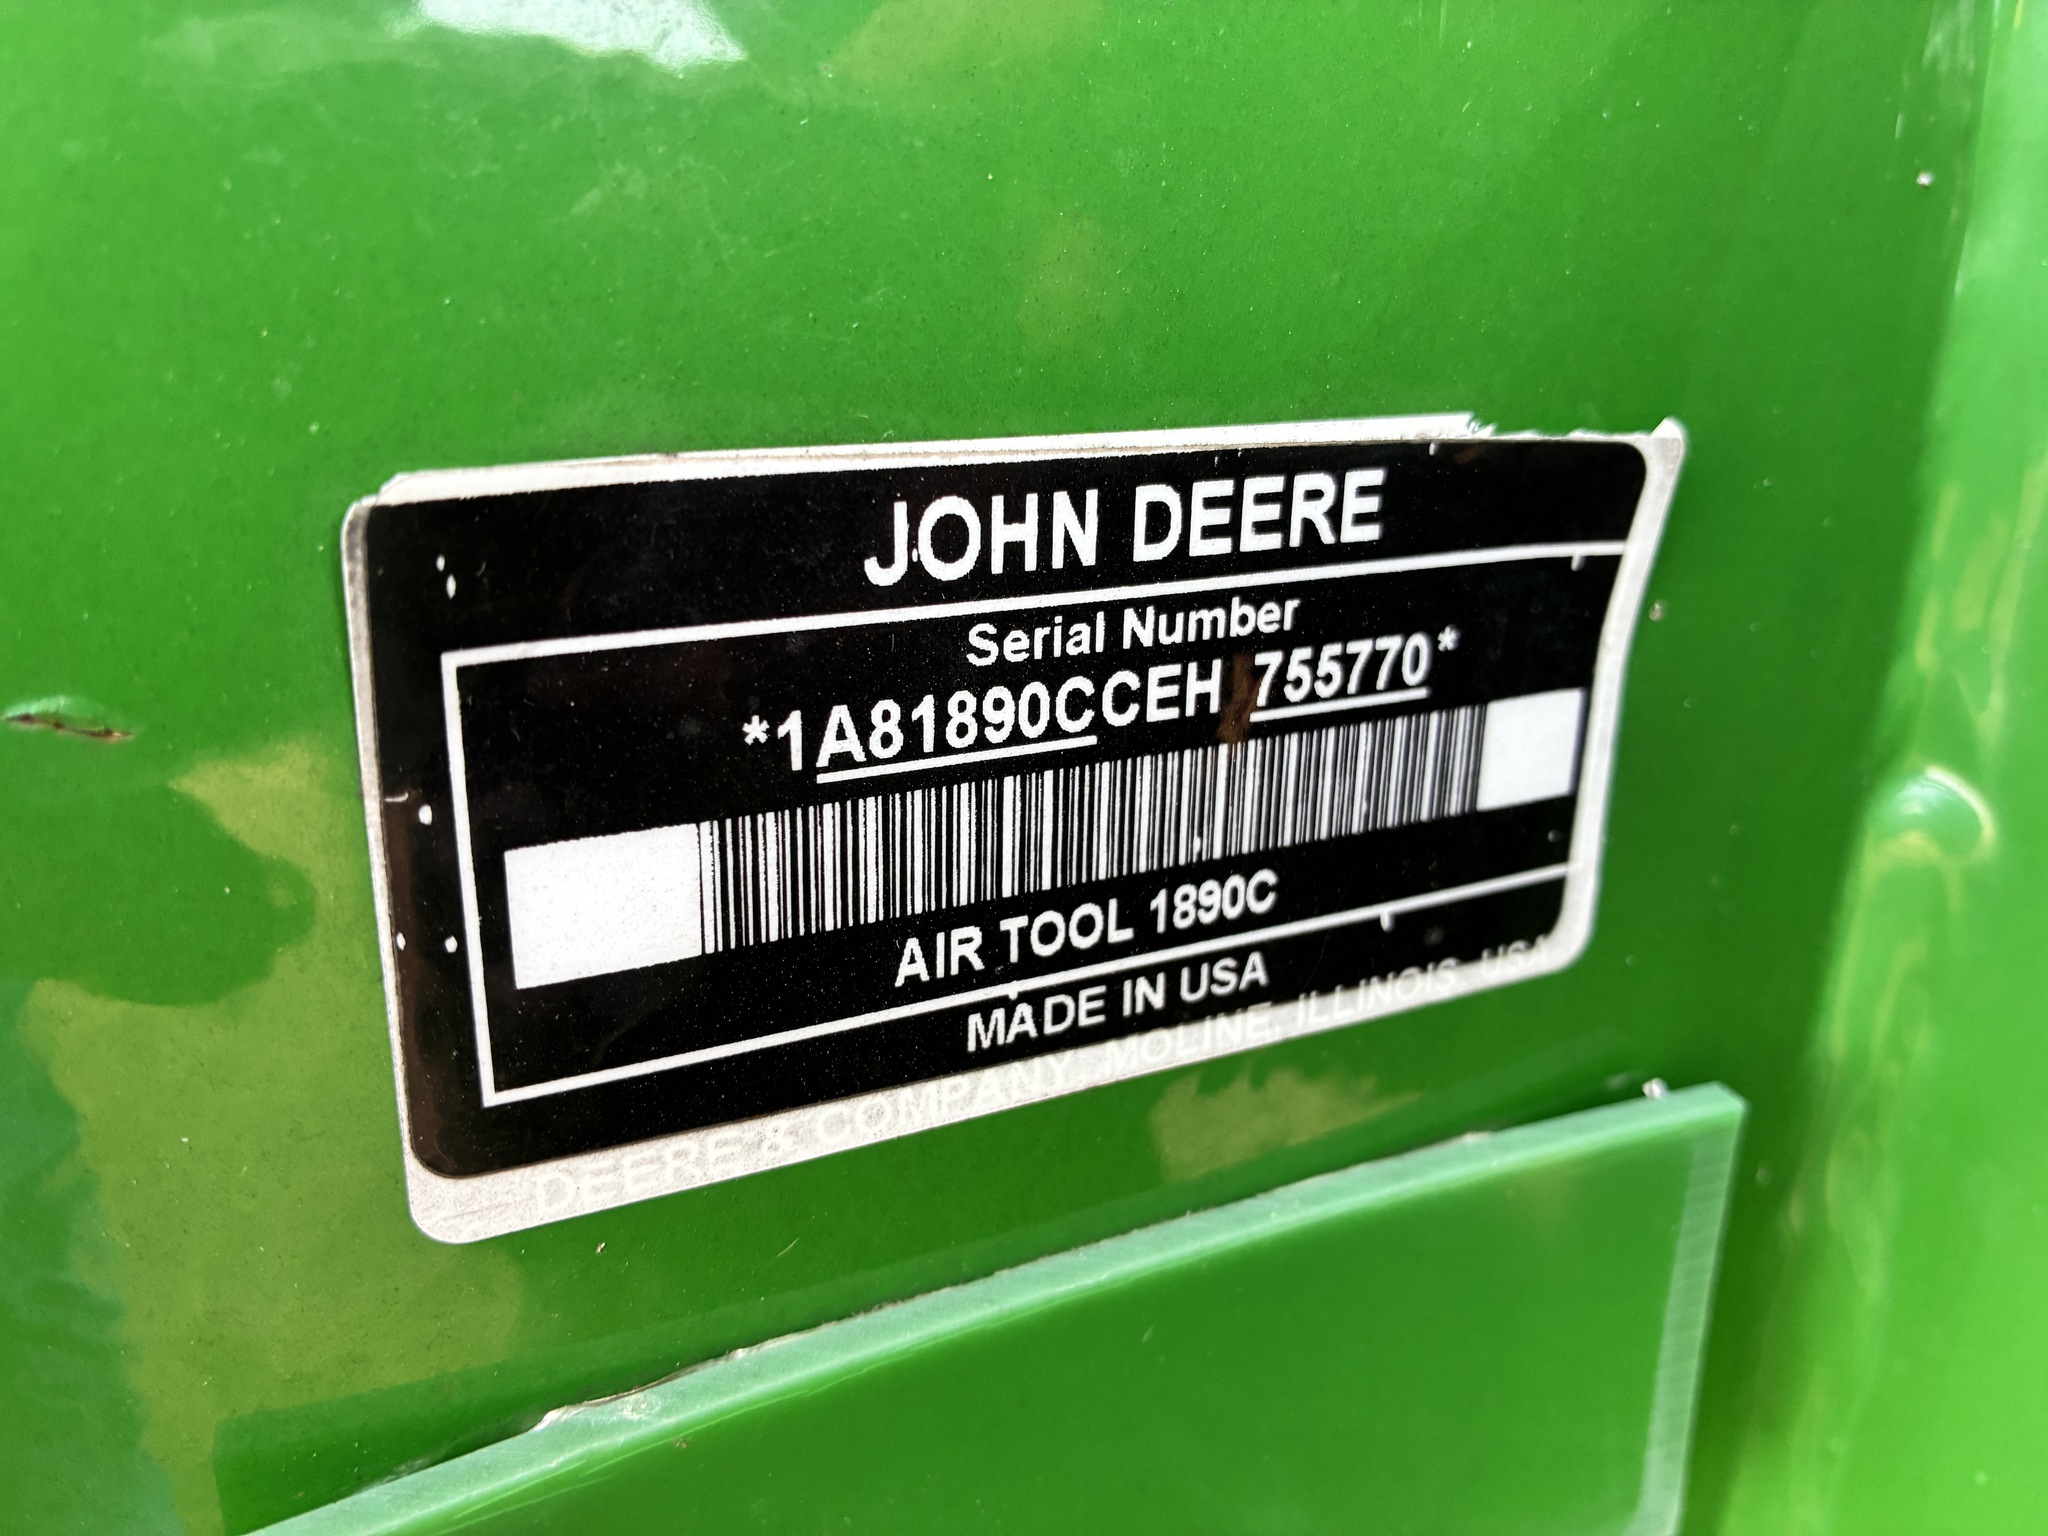 JOHN DEERE
Serial Number
*1A81890CCEH 755770*
AIR TOOL 1890C
MADE IN USA
DEERE & COMPANY, MOLINE, ILLINOIS, USA